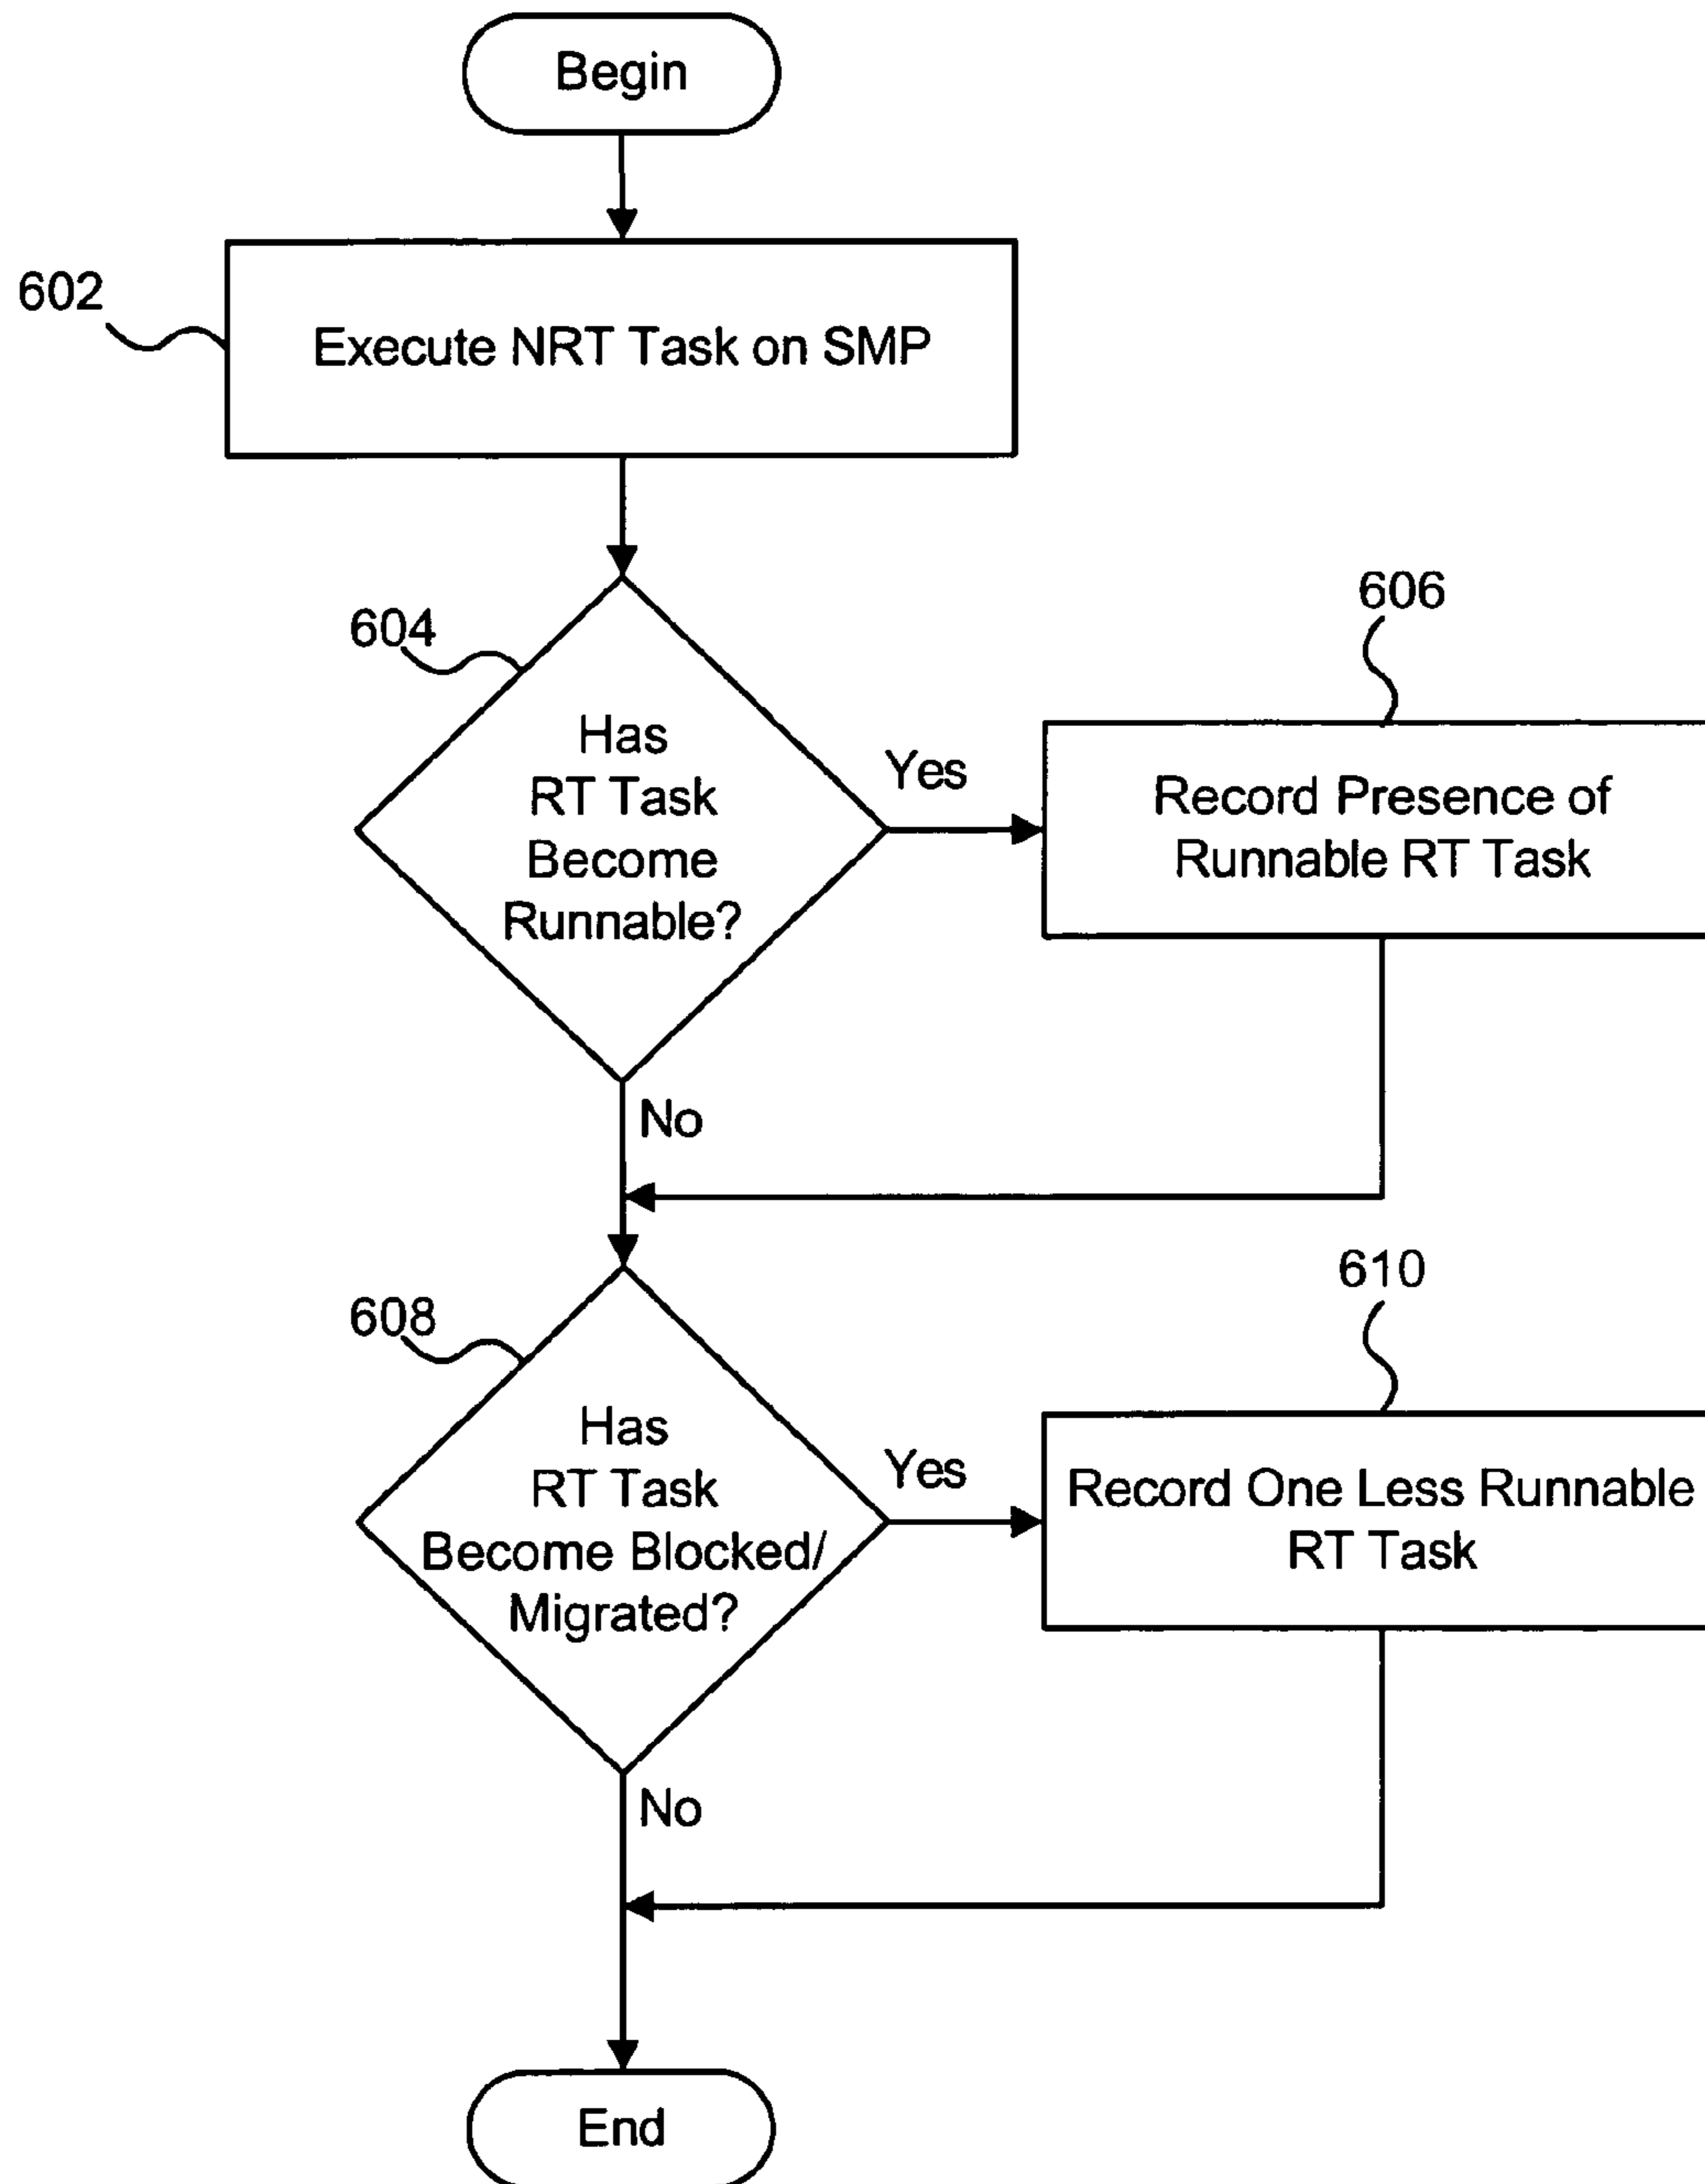 Begin
602
Execute NRT Task on SMP
604
Has
RT Task
Become
Runnable?
Yes
606
Record Presence of
Runnable RT Task
No
608
Has
RT Task
Become Blocked/
Migrated?
Yes
610
Record One Less Runnable
RT Task
No
End